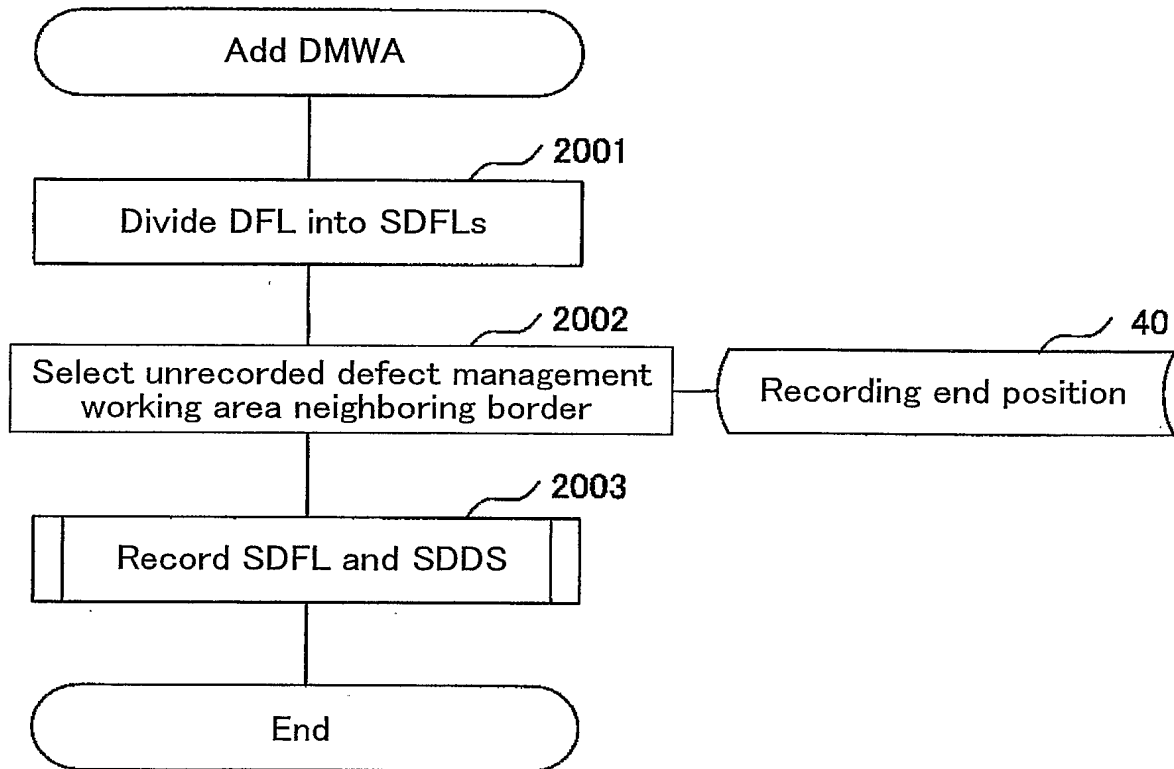 Add DMWA
2001
Divide DFL into SDFLs
2002
40
Select unrecorded defect management
working area neighboring border
Recording end position
2003
Record SDFL and SDDS
End